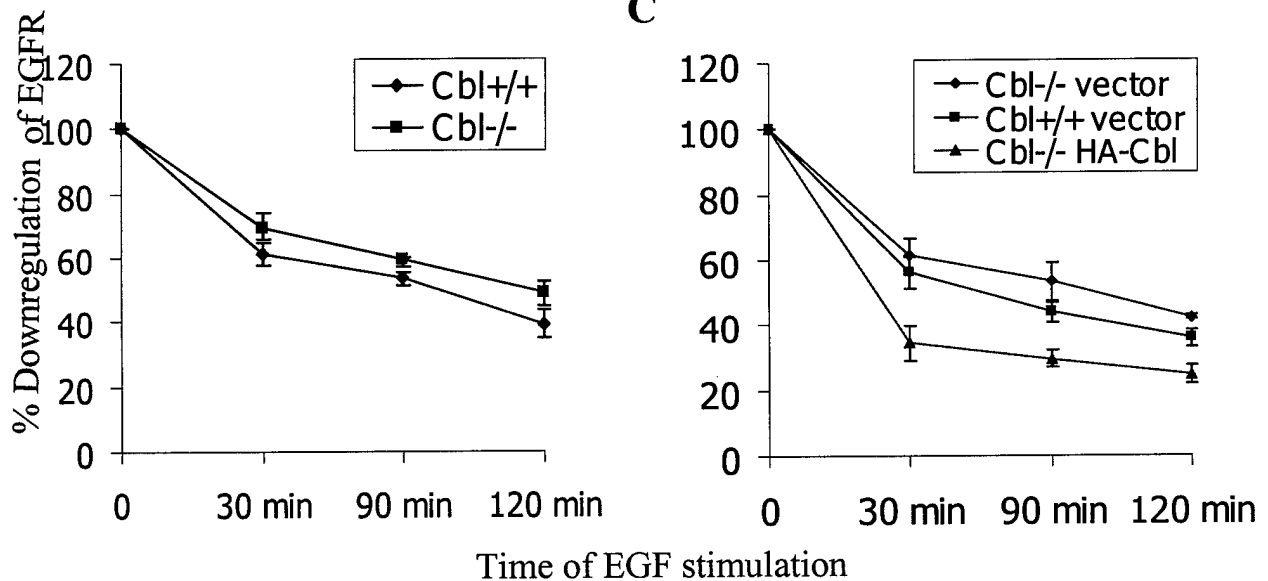 C
% Downregulation of EGFR
120
100
80
60
40
20
0
0 30 min 90 min 120 min
Cbl+/+
Cbl-/-
120
100
80
60
40
20
0
0 30 min 90 min 120 min
Cbl-/- vector
Cbl+/+ vector
Cbl-/- HA-Cbl
Time of EGF stimulation